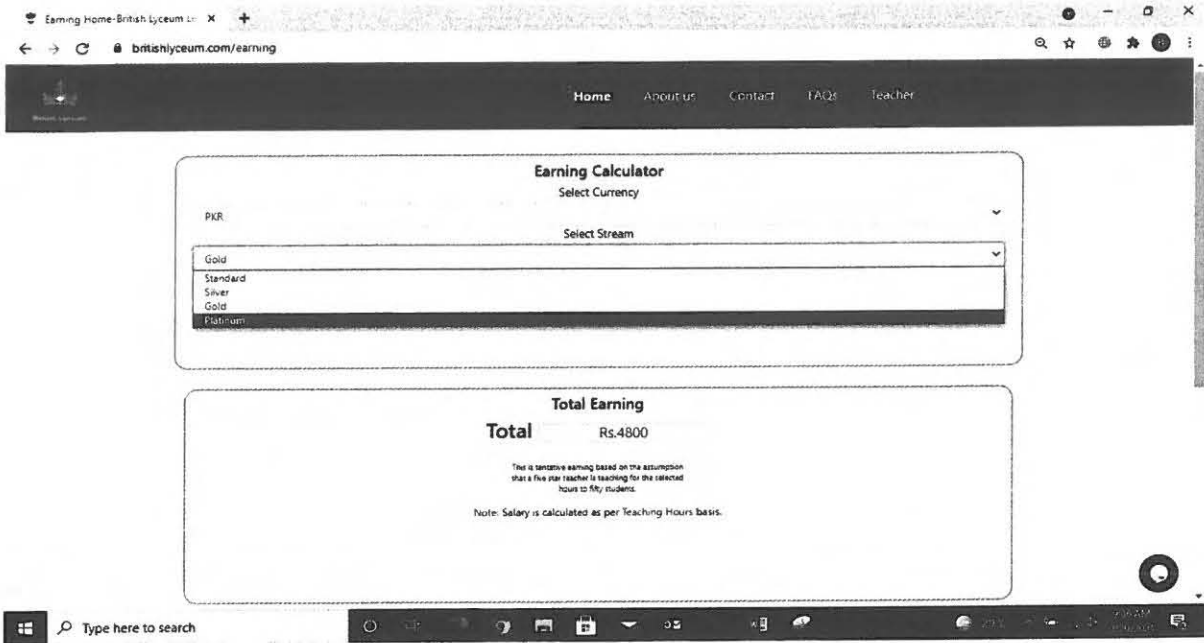 Earning Home-British Lyceum
britishlyceum.com/earning
Home About us Contact FAQs Teacher
Earning Calculator
Select Currency
PKR
Select Stream
Gold
Standard
Silver
Gold
Platinum
Total Earning
Total Rs.4800
This is tentative earning based on the assumption
that a five star teacher is teaching for the selected
hours to fifty students.
Note: Salary is calculated as per Teaching Hours basis.
Type here to search